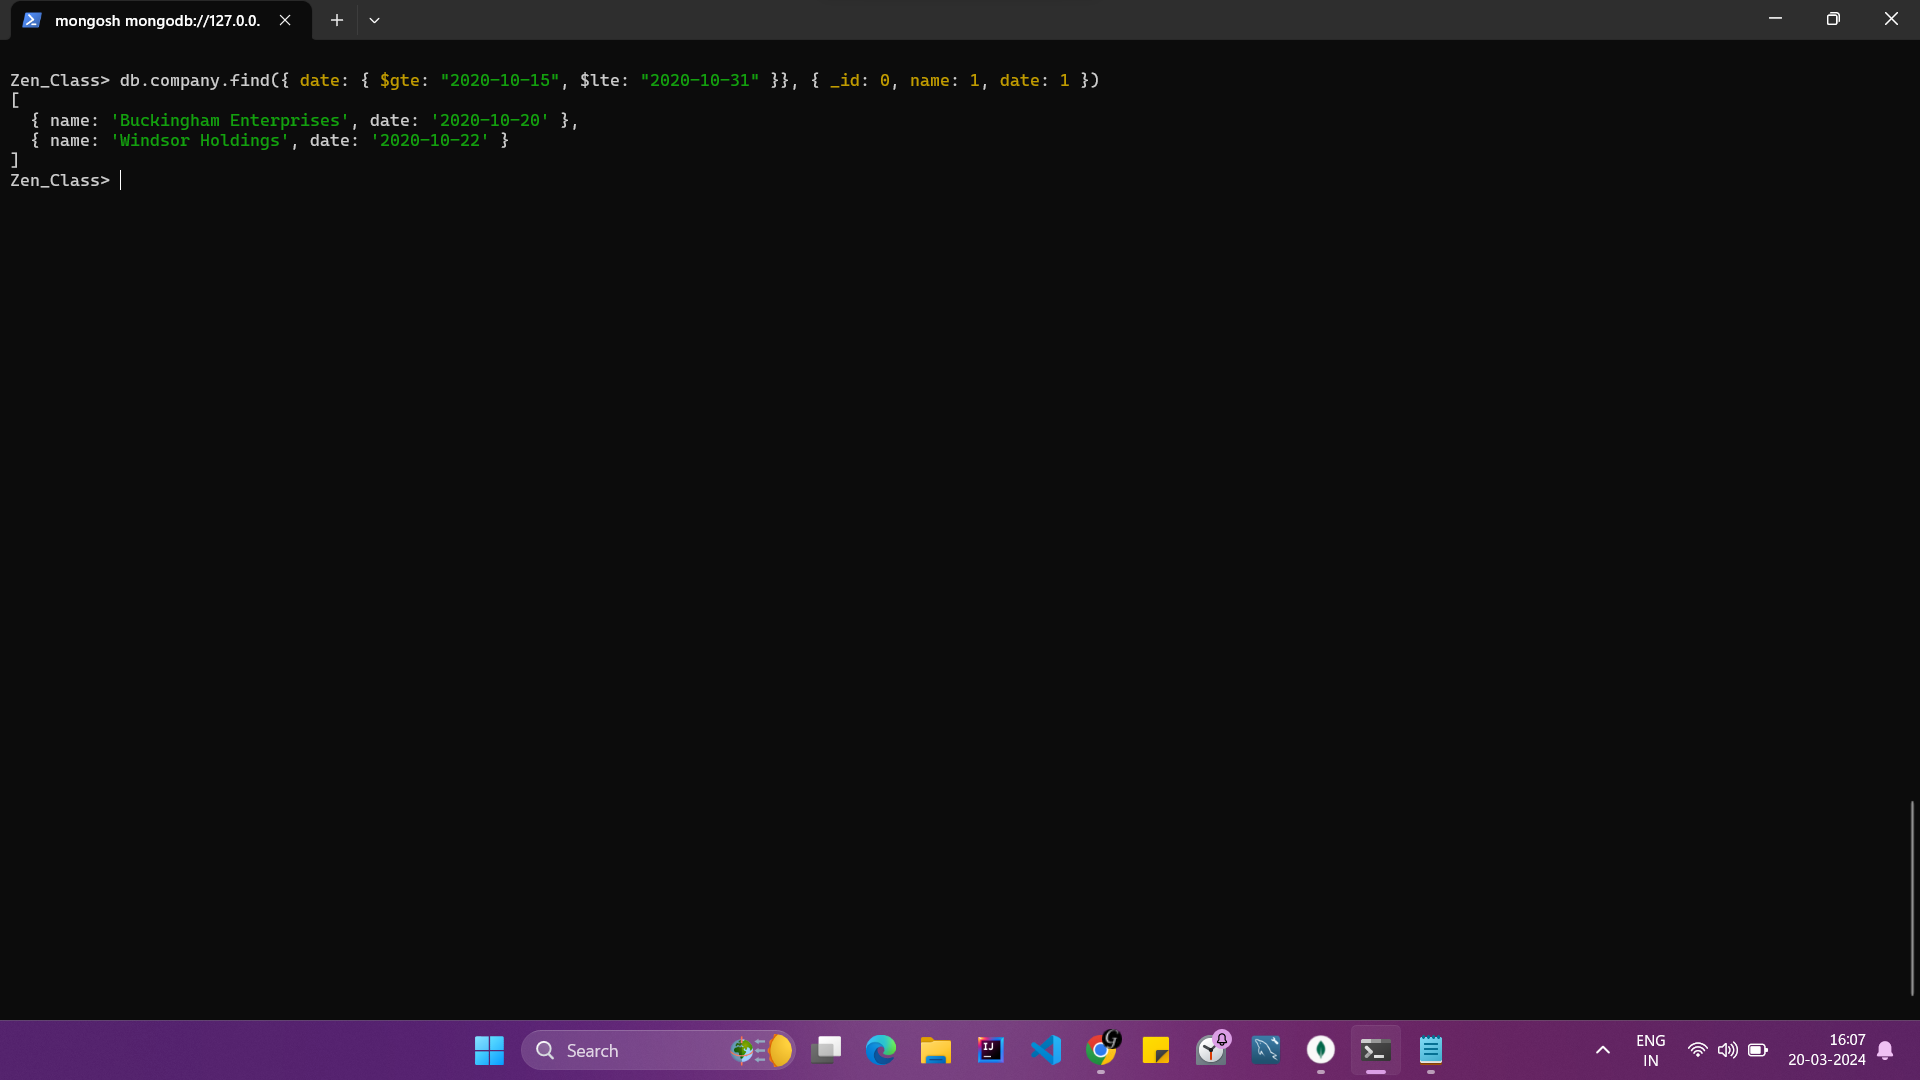 mongosh mongodb://127.0.0.
Zen_Class> db.company.find({ date: { $gte: "2020-10-15", $lte: "2020-10-31" }}, { _id: 0, name: 1, date: 1 })
[
  { name: 'Buckingham Enterprises', date: '2020-10-20' },
  { name: 'Windsor Holdings', date: '2020-10-22' }
]
Zen_Class>
Search
IJ
G
ENG
IN
16:07
20-03-2024